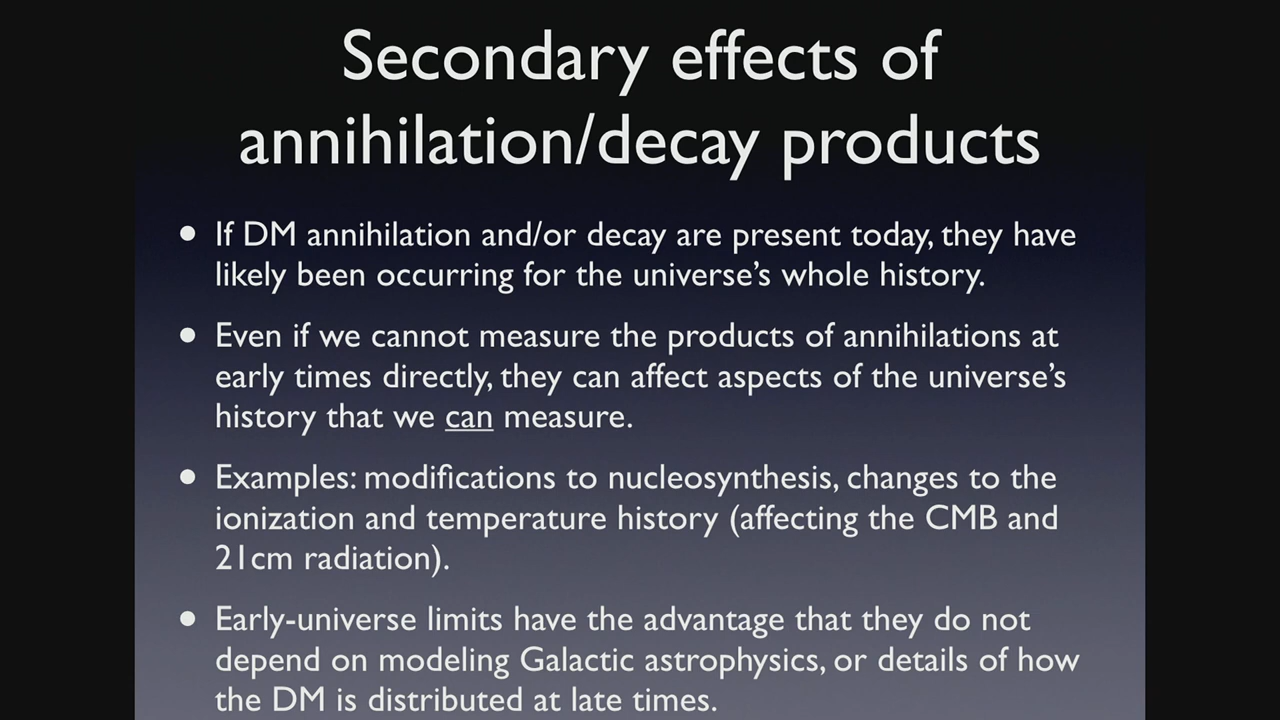 Secondary effects of
annihilation/decay products
• If DM annihilation and/or decay are present today, they have
likely been occurring for the universe’s whole history.
• Even if we cannot measure the products of annihilations at
early times directly, they can affect aspects of the universe’s
history that we can measure.
• Examples: modifications to nucleosynthesis, changes to the
ionization and temperature history (affecting the CMB and
21cm radiation).
• Early-universe limits have the advantage that they do not
depend on modeling Galactic astrophysics, or details of how
the DM is distributed at late times.